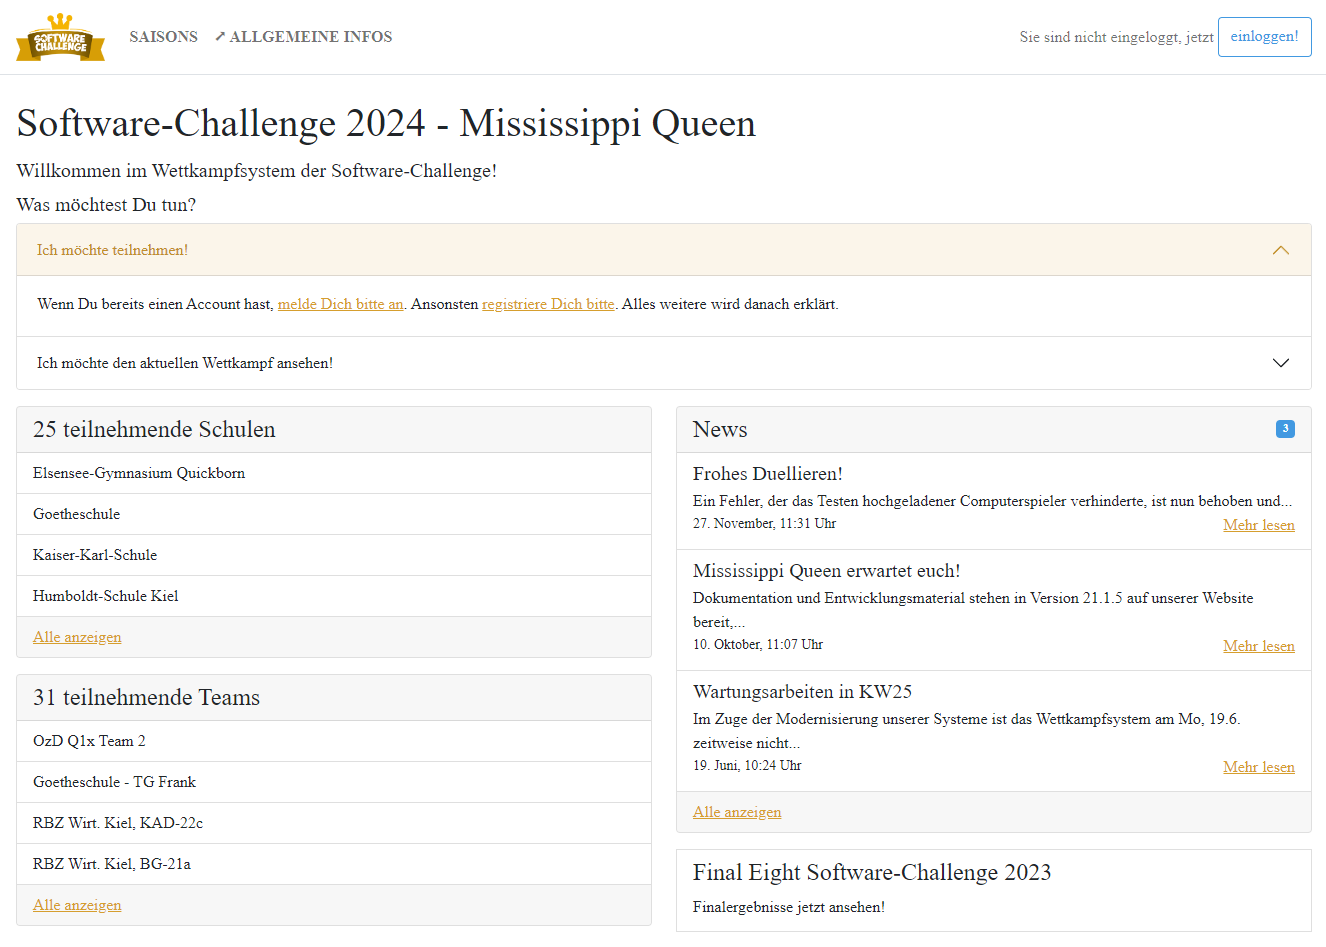 SOFTWARE
CHALLENGE
SAISONS
➚ ALLGEMEINE INFOS
Sie sind nicht eingeloggt, jetzt
einloggen!
Software-Challenge 2024 - Mississippi Queen
Willkommen im Wettkampfsystem der Software-Challenge!
Was möchtest Du tun?
Ich möchte teilnehmen!
Wenn Du bereits einen Account hast, melde Dich bitte an. Ansonsten registriere Dich bitte. Alles weitere wird danach erklärt.
Ich möchte den aktuellen Wettkampf ansehen!
25 teilnehmende Schulen
Elsensee-Gymnasium Quickborn
Goetheschule
Kaiser-Karl-Schule
Humboldt-Schule Kiel
Alle anzeigen
31 teilnehmende Teams
OzD Q1x Team 2
Goetheschule - TG Frank
RBZ Wirt. Kiel, KAD-22c
RBZ Wirt. Kiel, BG-21a
Alle anzeigen
News
3
Frohes Duellieren!
Ein Fehler, der das Testen hochgeladener Computerspieler verhinderte, ist nun behoben und...
27. November, 11:31 Uhr
Mehr lesen
Mississippi Queen erwartet euch!
Dokumentation und Entwicklungsmaterial stehen in Version 21.1.5 auf unserer Website
bereit,...
10. Oktober, 11:07 Uhr
Mehr lesen
Wartungsarbeiten in KW25
Im Zuge der Modernisierung unserer Systeme ist das Wettkampfsystem am Mo, 19.6.
zeitweise nicht...
19. Juni, 10:24 Uhr
Mehr lesen
Alle anzeigen
Final Eight Software-Challenge 2023
Finalergebnisse jetzt ansehen!